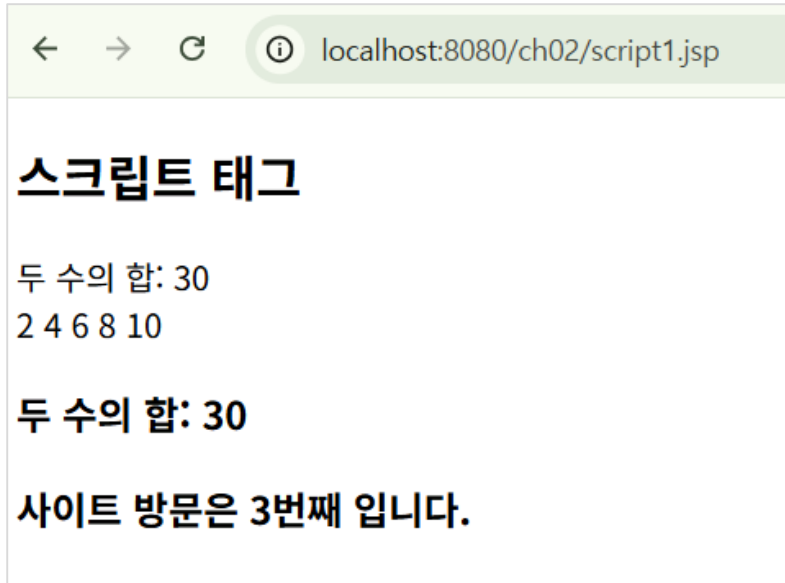 localhost:8080/ch02/script1.jsp
스크립트 태그
두 수의 합: 30
2 4 6 8 10
두 수의 합: 30
사이트 방문은 3번째 입니다.